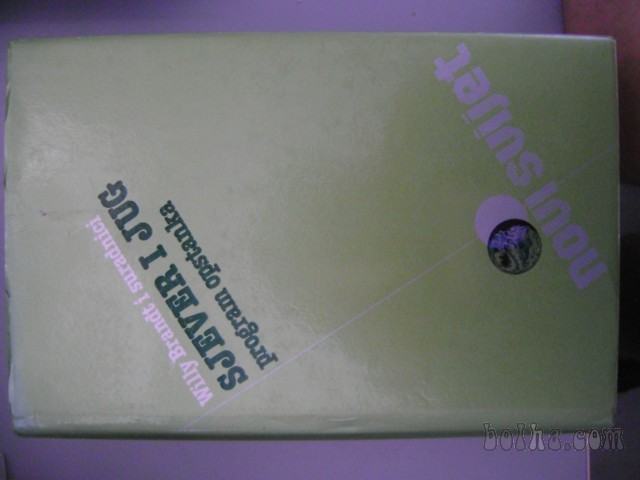 novi svijet
Willy Brandt i suradnici
SJEVER I JUG
program opstanka
bolha.com